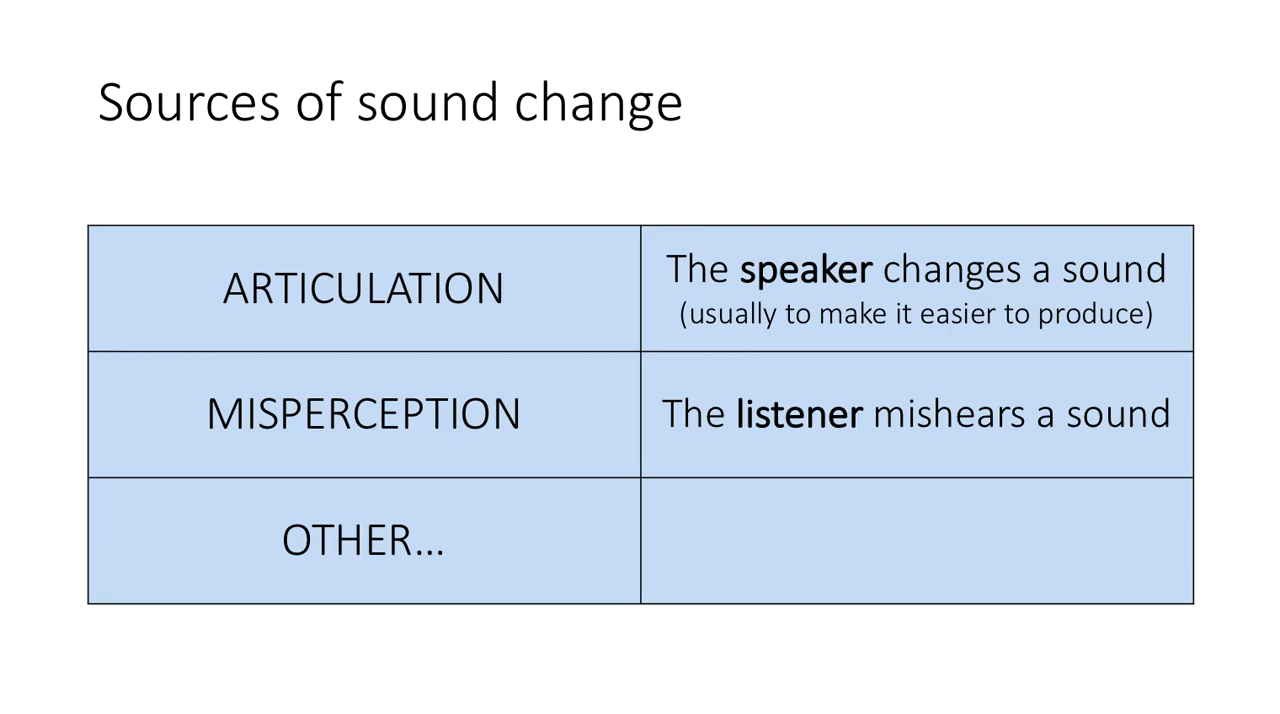 Sources of sound change
ARTICULATION
The speaker changes a sound
(usually to make it easier to produce)
MISPERCEPTION
The listener mishears a sound
OTHER...